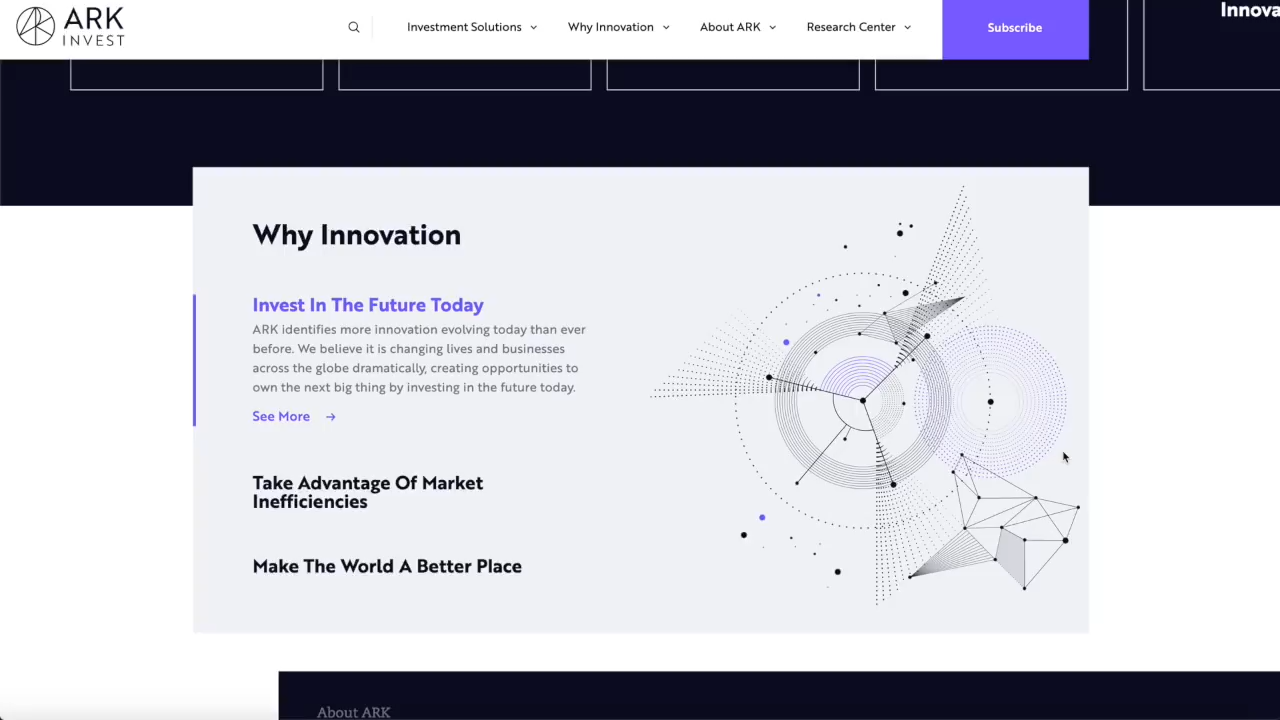 ARK
INVEST
Investment Solutions
Why Innovation
About ARK
Research Center
Subscribe
Why Innovation
Invest In The Future Today
ARK identifies more innovation evolving today than ever
before. We believe it is changing lives and businesses
across the globe dramatically, creating opportunities to
own the next big thing by investing in the future today.
See More →
Take Advantage Of Market
Inefficiencies
Make The World A Better Place
About ARK